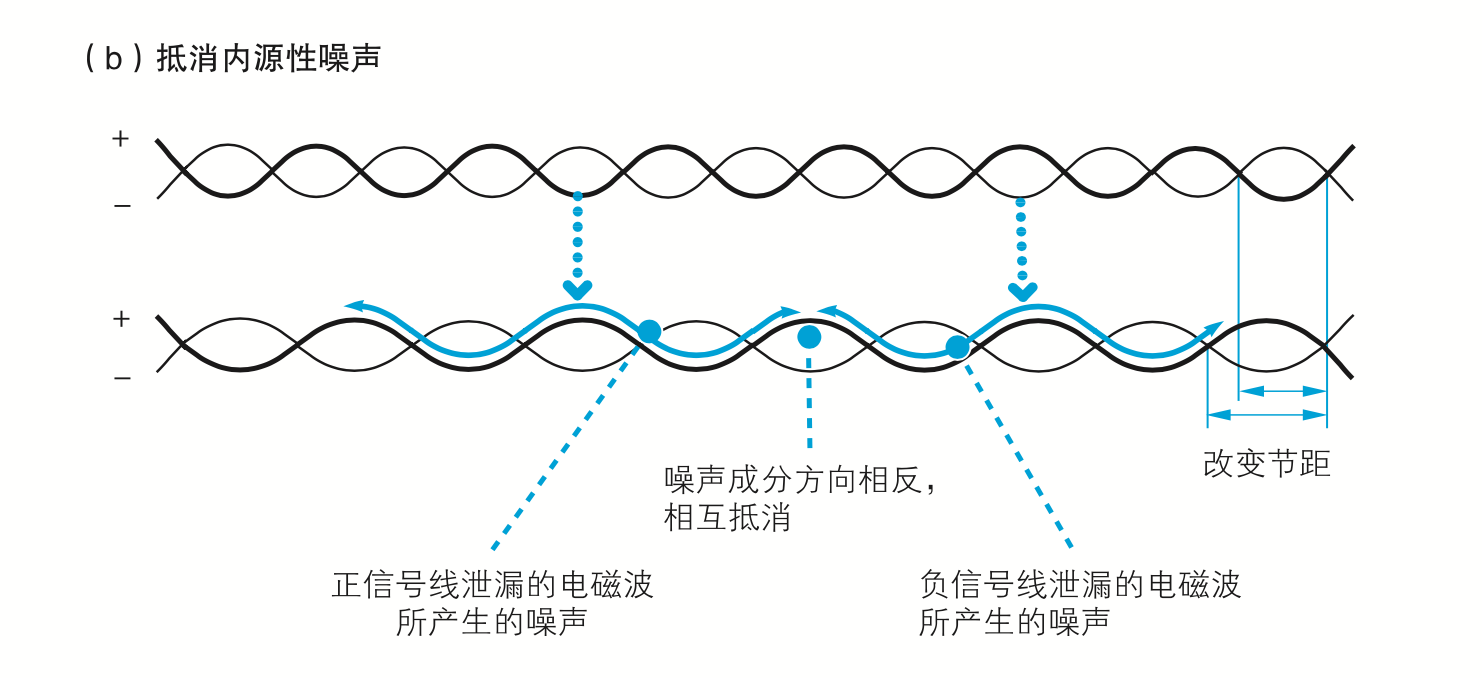 （b）抵消内源性噪声
+
−
+
−
改变节距
噪声成分方向相反，
相互抵消
正信号线泄漏的电磁波
所产生的噪声
负信号线泄漏的电磁波
所产生的噪声